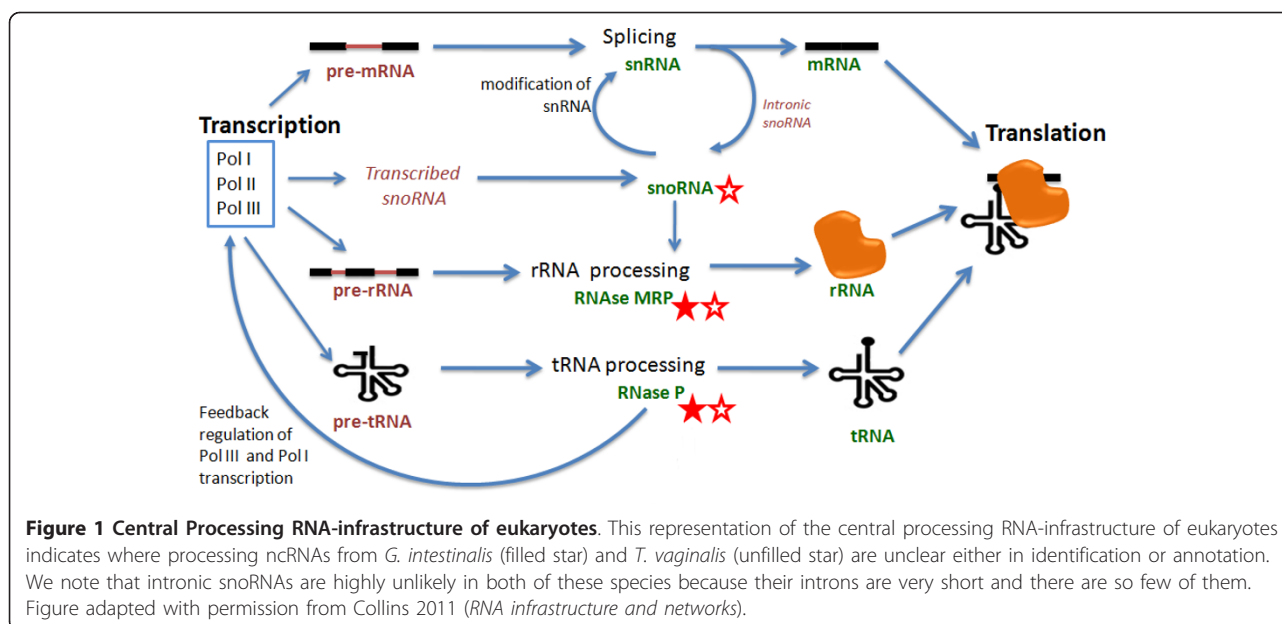 Splicing
snRNA
pre-mRNA
mRNA
modification of
snRNA
Intronic
snoRNA
Transcription
Translation
Pol I
Pol II
Pol III
Transcribed
snoRNA
snoRNA
pre-rRNA
rRNA processing
RNAse MRP
rRNA
tRNA processing
RNase P
pre-tRNA
tRNA
Feedback
regulation of
Pol III and Pol I
transcription
Figure 1 Central Processing RNA-infrastructure of eukaryotes. This representation of the central processing RNA-infrastructure of eukaryotes
indicates where processing ncRNAs from G. intestinalis (filled star) and T. vaginalis (unfilled star) are unclear either in identification or annotation.
We note that intronic snoRNAs are highly unlikely in both of these species because their introns are very short and there are so few of them.
Figure adapted with permission from Collins 2011 (RNA infrastructure and networks).